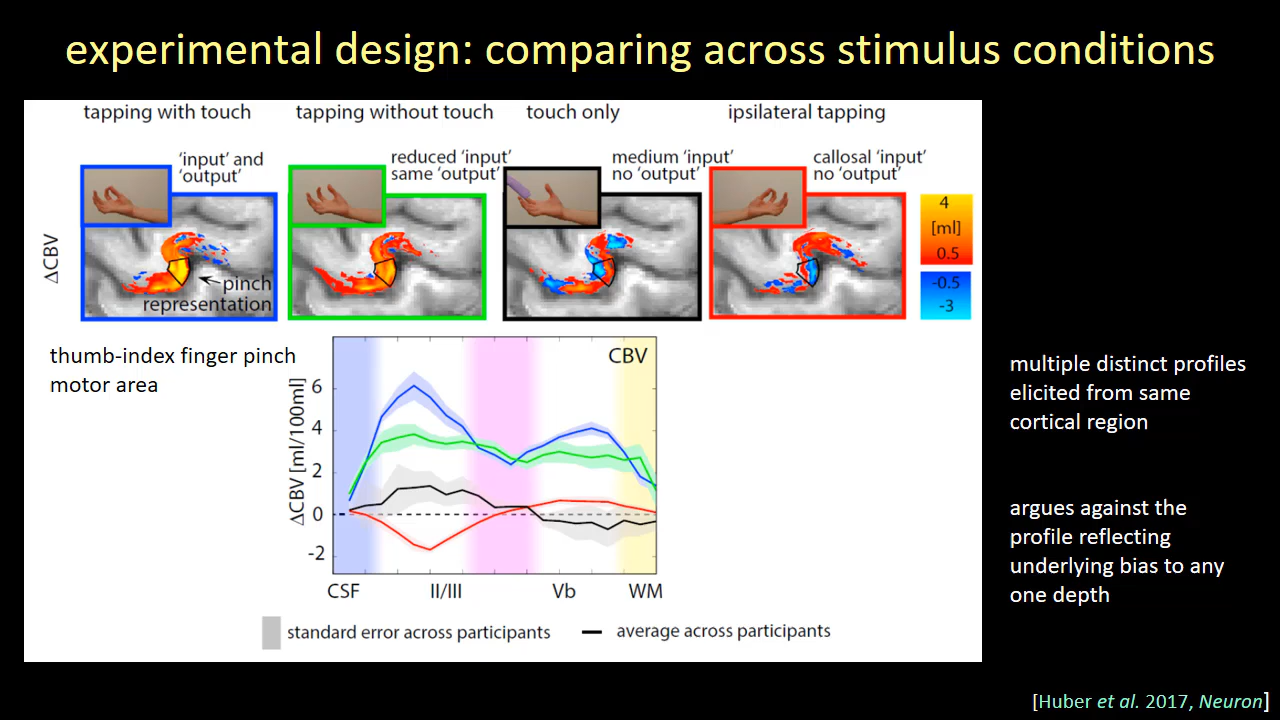 experimental design: comparing across stimulus conditions
tapping with touch
tapping without touch
touch only
ipsilateral tapping
'input' and
'output'
reduced 'input'
same 'output'
medium 'input'
no 'output'
callosal 'input'
no 'output'
ΔCBV
pinch
representation
4
[ml]
0.5
-0.5
-3
thumb-index finger pinch
motor area
CBV
ΔCBV [ml/100ml]
6
4
2
0
-2
CSF
II/III
Vb
WM
standard error across participants
average across participants
multiple distinct profiles
elicited from same
cortical region
argues against the
profile reflecting
underlying bias to any
one depth
[Huber et al. 2017, Neuron]